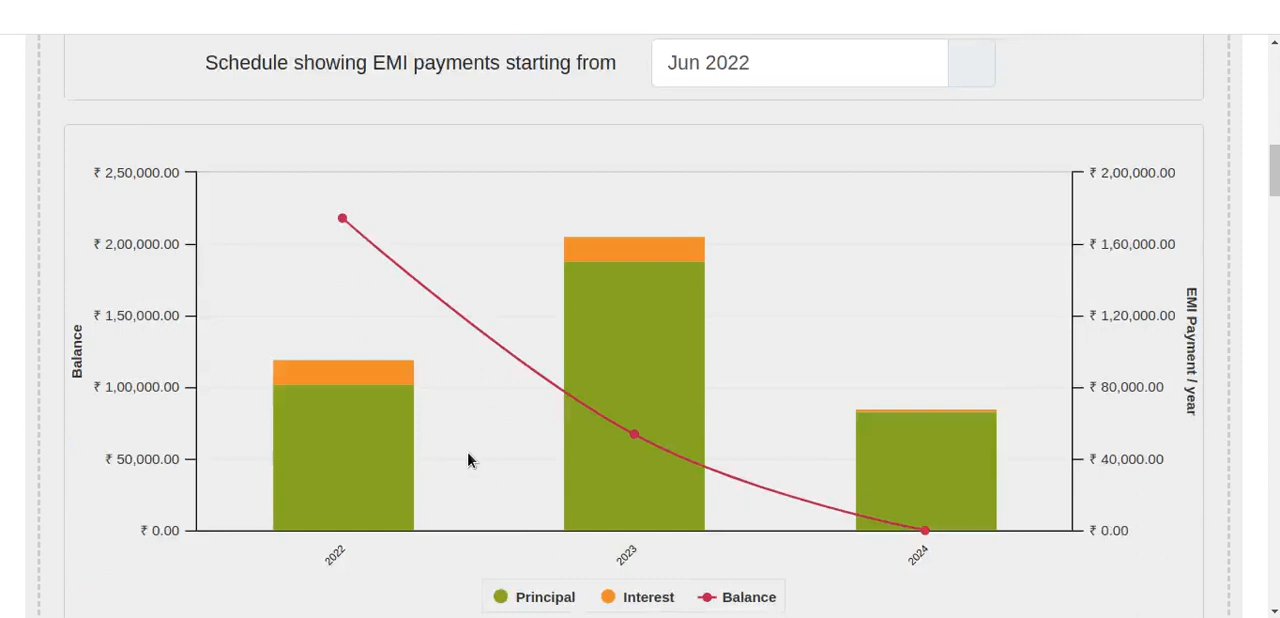 Schedule showing EMI payments starting from Jun 2022
₹ 2,50,000.00
₹ 2,00,000.00
₹ 1,50,000.00
₹ 1,00,000.00
₹ 50,000.00
₹ 0.00
Balance
₹ 2,00,000.00
₹ 1,60,000.00
₹ 1,20,000.00
₹ 80,000.00
₹ 40,000.00
₹ 0.00
EMI Payment / year
2022 2023 2024
Principal Interest Balance